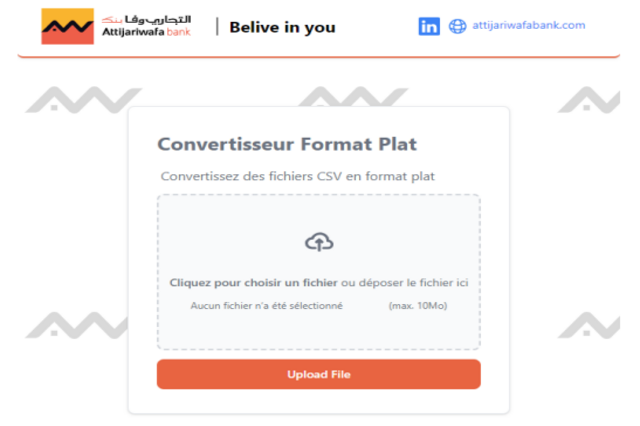 التجاري وفا بنك
Attijariwafa bank
Belive in you
in
attijariwafabank.com
Convertisseur Format Plat
Convertissez des fichiers CSV en format plat
Cliquez pour choisir un fichier ou déposer le fichier ici
Aucun fichier n'a été sélectionné (max. 10Mo)
Upload File